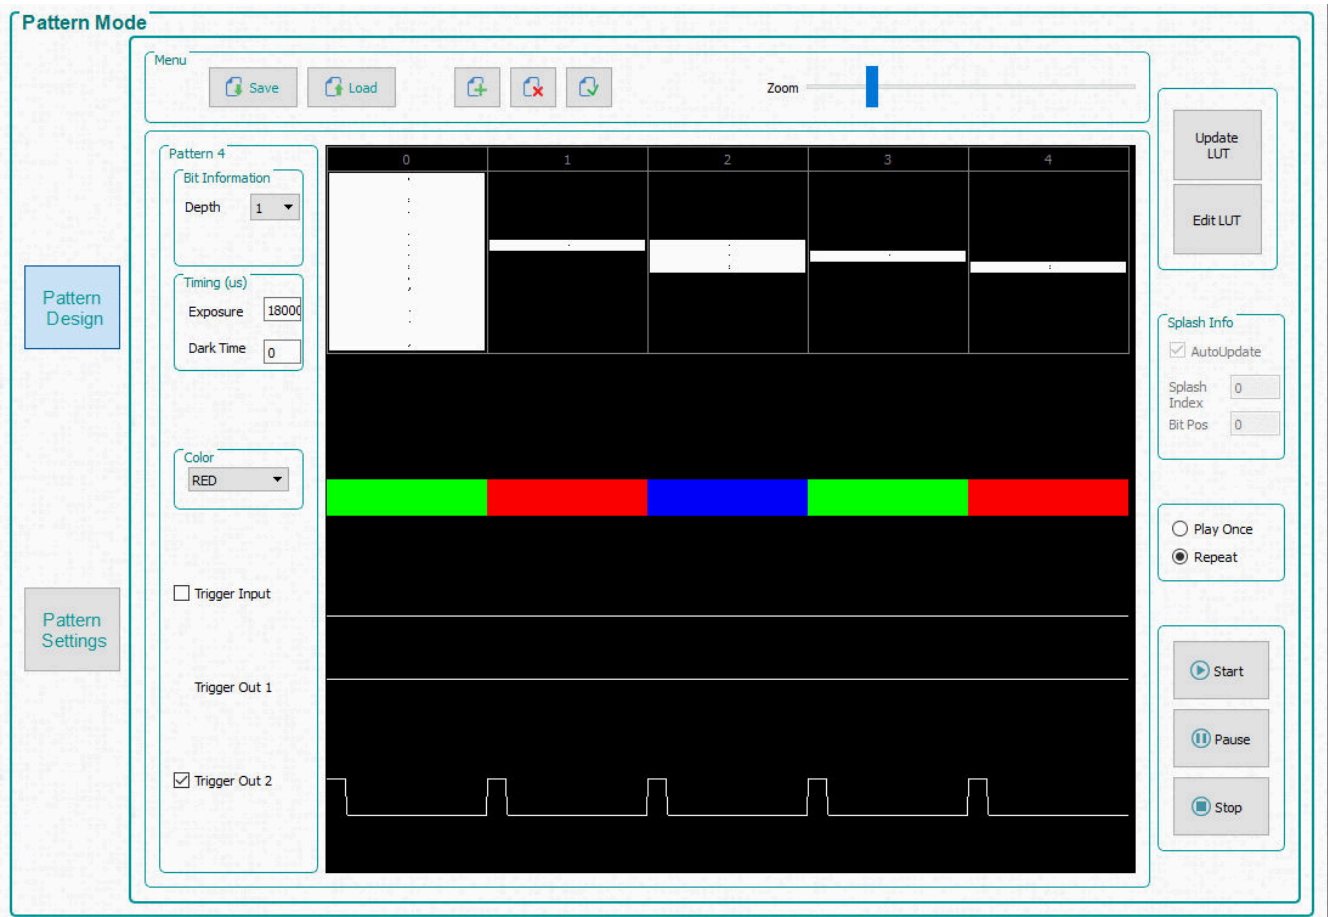 Pattern Mode
Menu
Save
Load
Zoom
Pattern 4
Bit Information
Depth
1
Timing (us)
Exposure
18000
Dark Time
0
Color
RED
Trigger Input
Trigger Out 1
Trigger Out 2
0
1
2
3
4
Pattern
Design
Pattern
Settings
Update
LUT
Edit LUT
Splash Info
AutoUpdate
Splash
Index
0
Bit Pos
0
Play Once
Repeat
Start
Pause
Stop